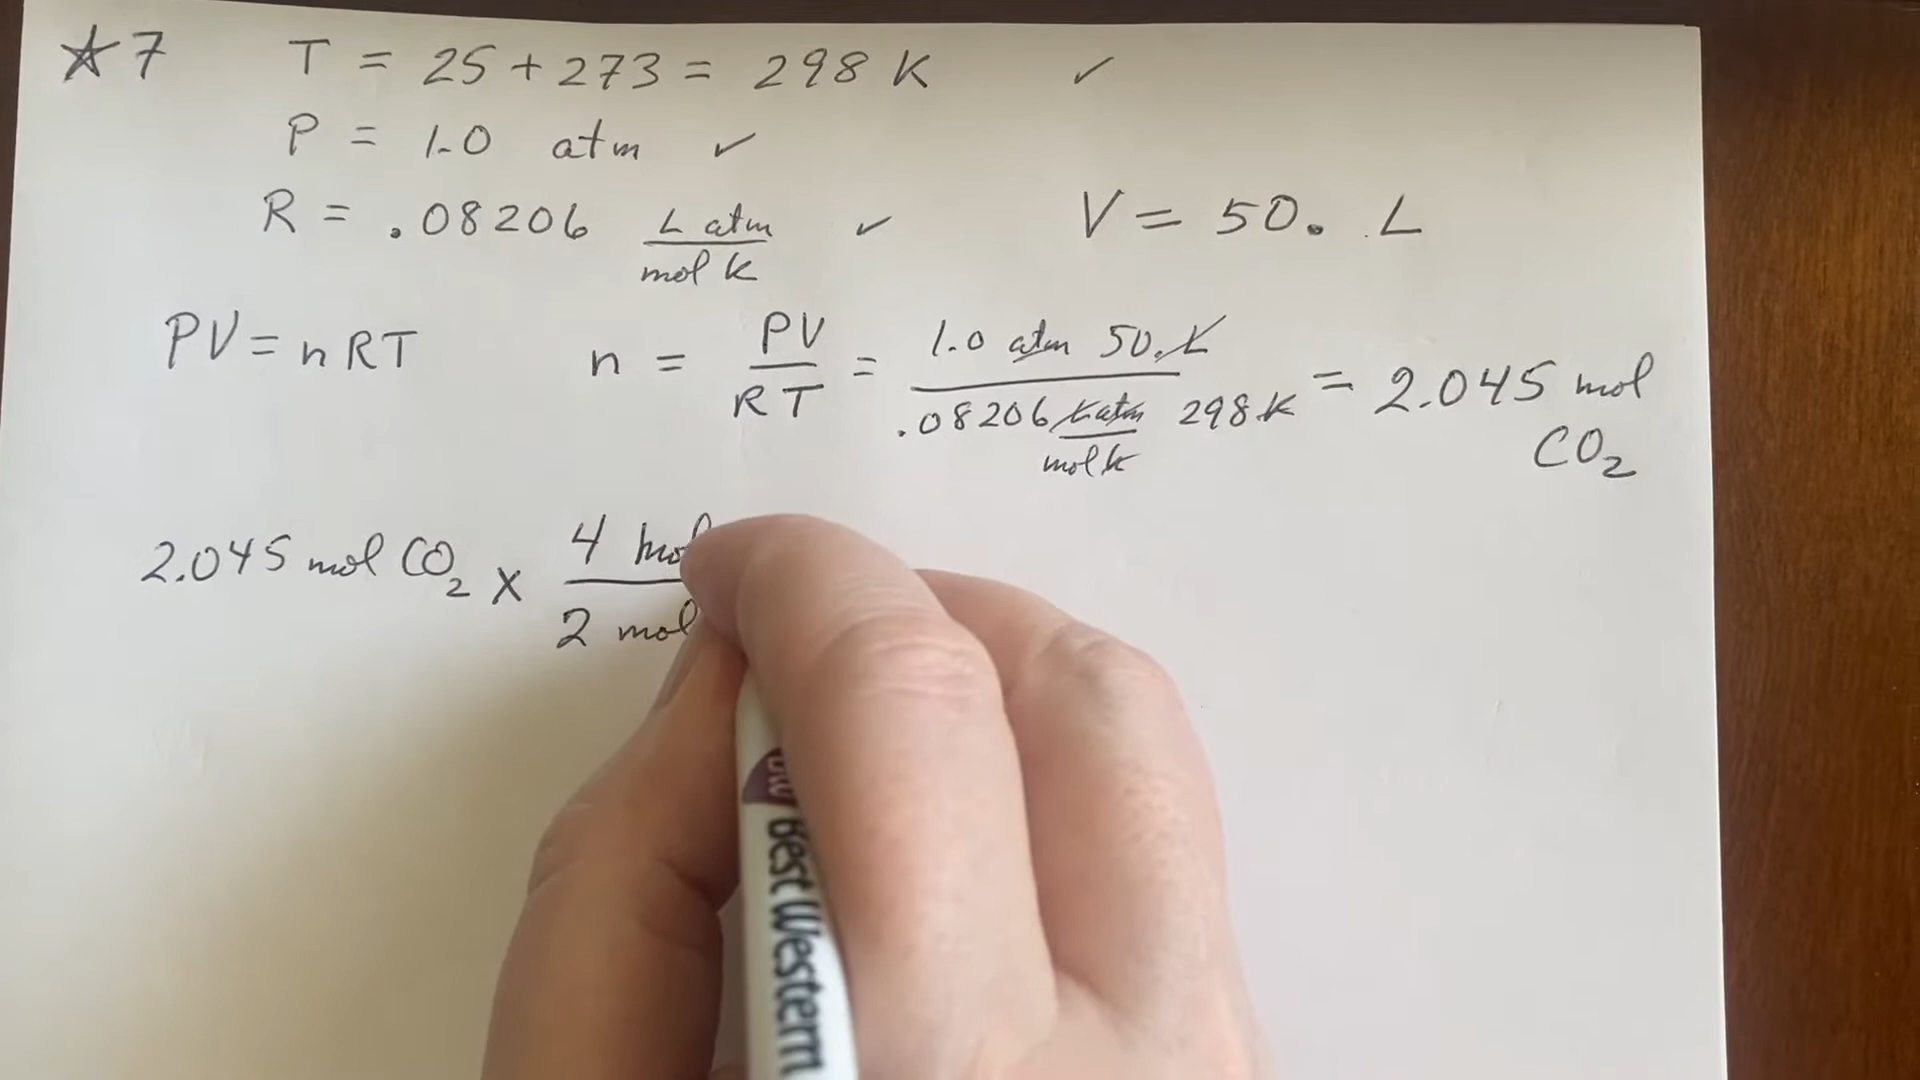 ☆7 T = 25 + 273 = 298 K ✓
P = 1.0 atm ✓
R = .08206 L atm / mol K ✓ V = 50. L
PV = nRT n = PV / RT = 1.0 atm 50. L / .08206 L atm / mol K 298 K = 2.045 mol
CO₂
2.045 mol CO₂ x 4 mol / 2 mol
Best Western